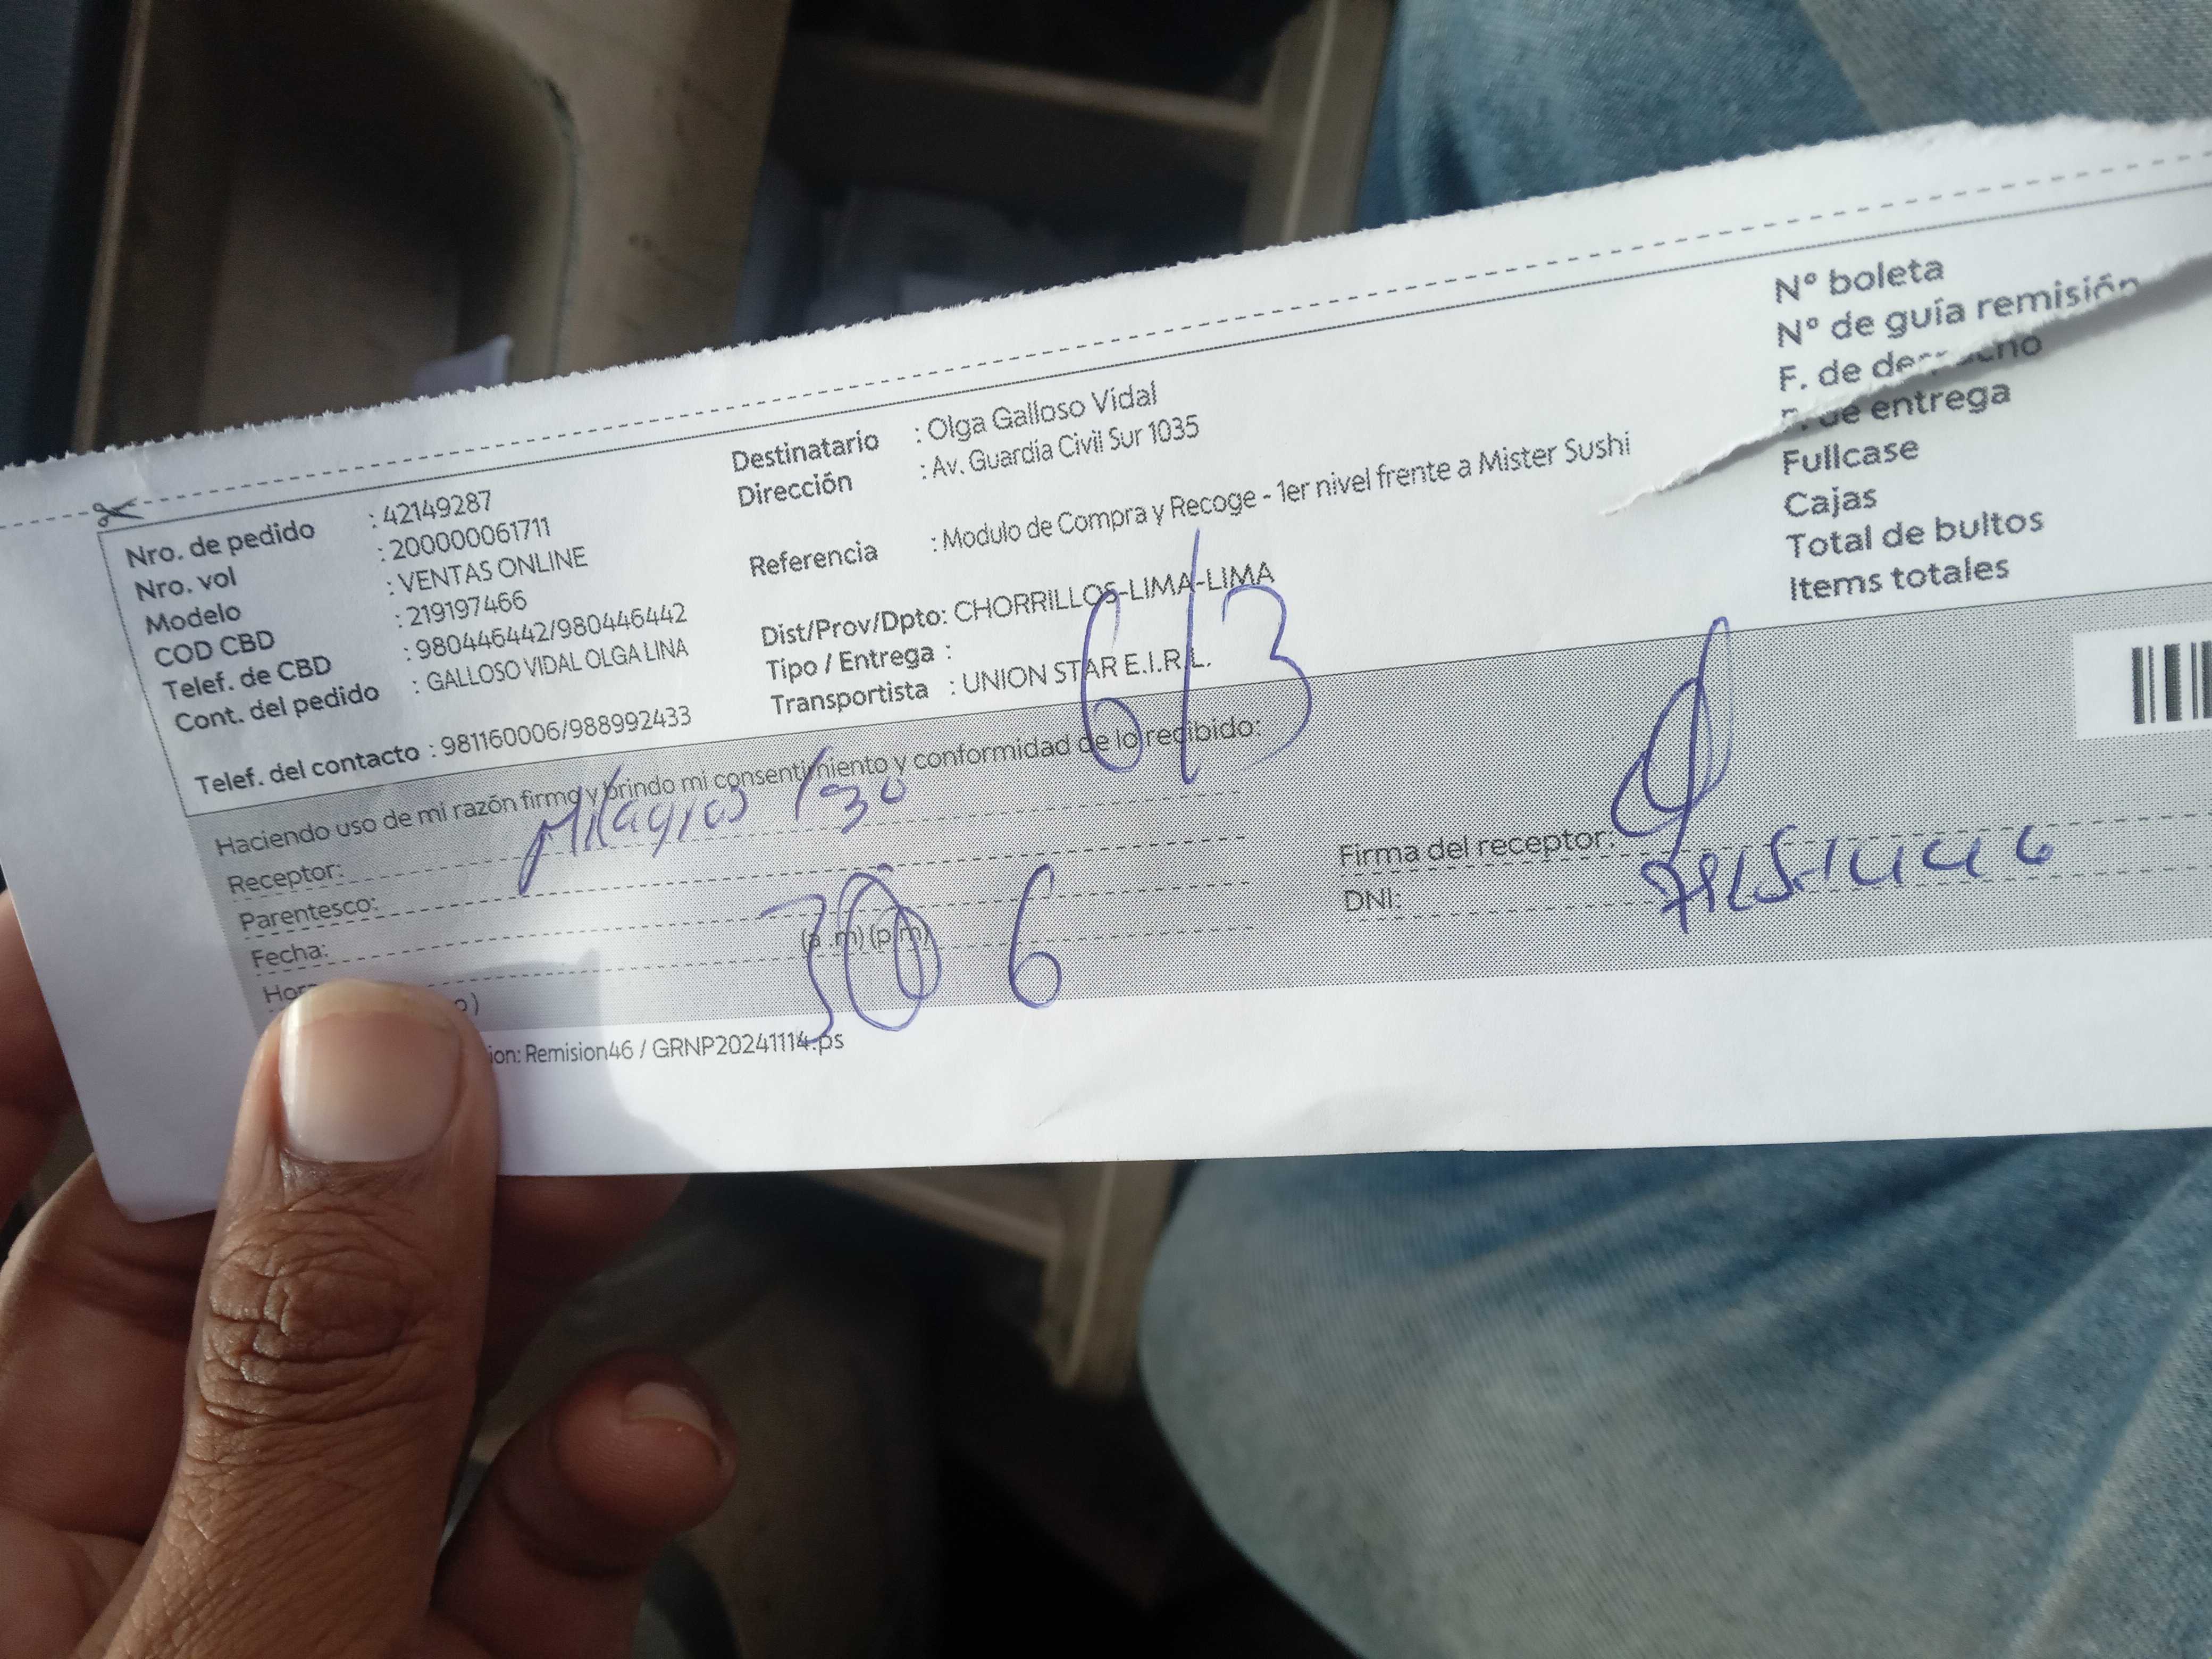 Nro. de pedido : 42149287
Nro. vol : 200000061711
Modelo : VENTAS ONLINE
COD CBD : 219197466
Telef. de CBD : 980446442/980446442
Cont. del pedido : GALLOSO VIDAL OLGA LINA
Telef. del contacto : 981160006/988992433
Destinatario : Olga Galloso Vidal
Dirección : Av. Guardia Civil Sur 1035
Referencia : Modulo de Compra y Recoge - 1er nivel frente a Mister Sushi
Dist/Prov/Dpto: CHORRILLOS-LIMA-LIMA
Tipo / Entrega :
Transportista : UNION STAR E.I.R.L.
N° boleta
N° de guía remisión
F. de despacho
F. de entrega
Fullcase
Cajas
Total de bultos
Items totales
6/3
Haciendo uso de mi razón firmo y brindo mi consentimiento y conformidad de lo recibido:
Receptor: Milagros
Parentesco:
Fecha:
(a .m) (p m)
30 6
Firma del receptor:
DNI:
ion: Remision46 / GRNP20241114.ps